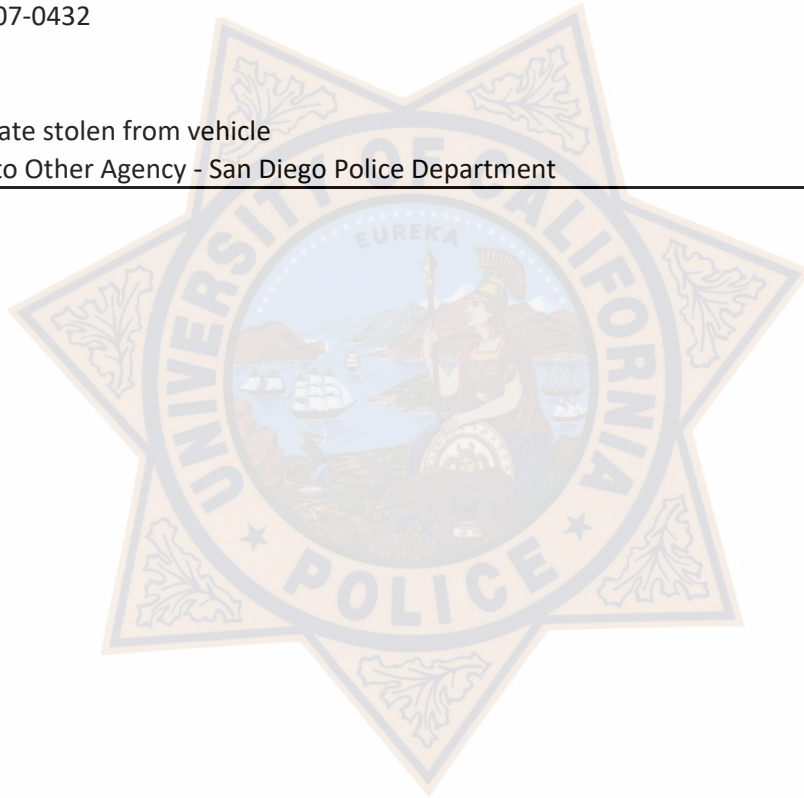 07-0432
ate stolen from vehicle
to Other Agency - San Diego Police Department
EUREKA
UNIVERSITY OF CALIFORNIA
POLICE